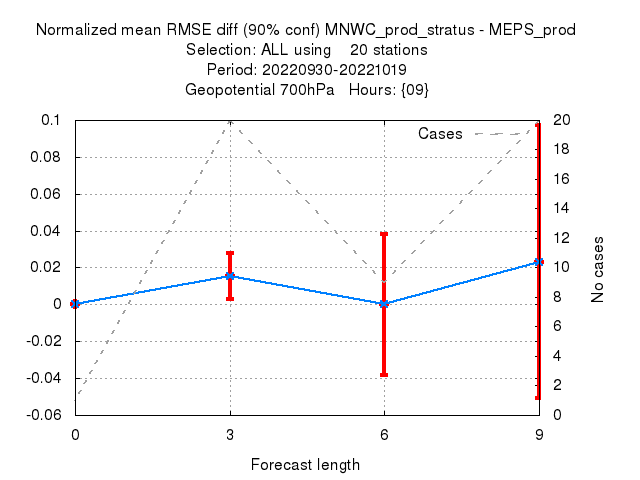 Normalized mean RMSE diff (90% conf) MNWC_prod_stratus - MEPS_prod
Selection: ALL using    20 stations
Period: 20220930-20221019
Geopotential 700hPa   Hours: {09}
Cases
0.1
0.08
0.06
0.04
0.02
0
-0.02
-0.04
-0.06
20
18
16
14
12
10
8
6
4
2
0
No cases
0 3 6 9
Forecast length